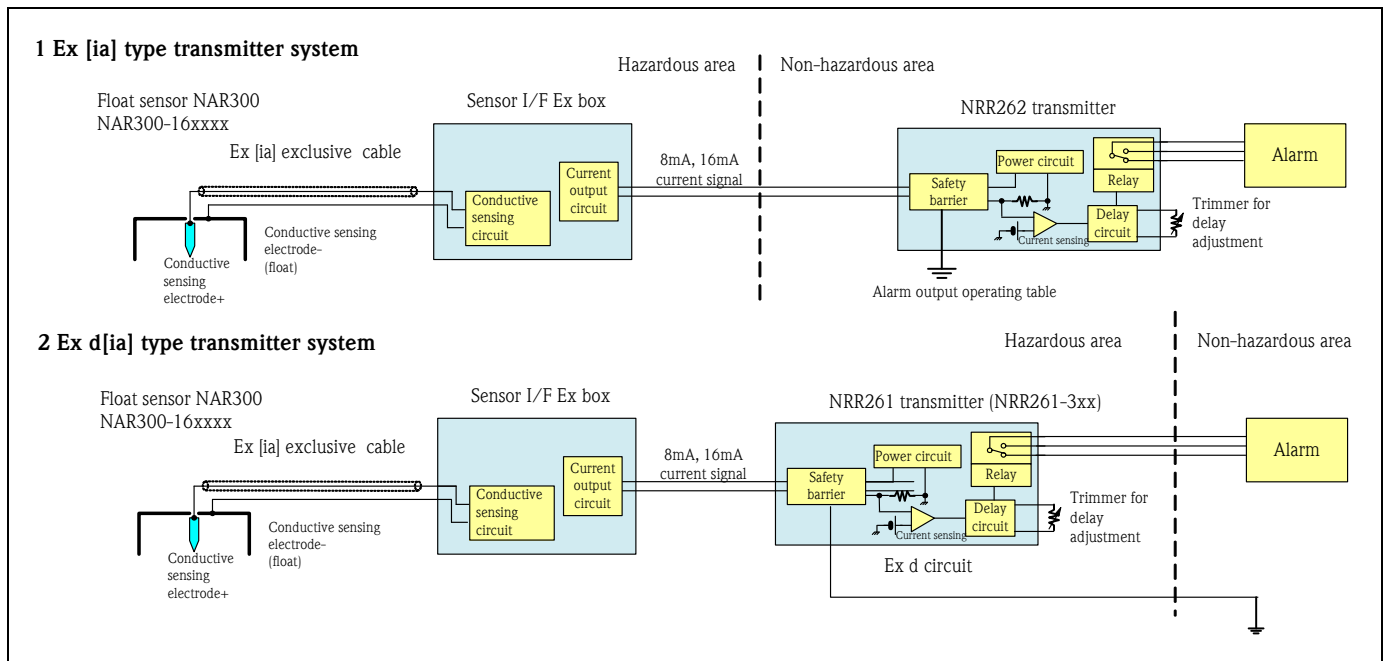 1 Ex [ia] type transmitter system
Hazardous area
Non-hazardous area
Float sensor NAR300
NAR300-16xxxx
Sensor I/F Ex box
NRR262 transmitter
Ex [ia] exclusive cable
8mA, 16mA
current signal
Current
output
circuit
Conductive
sensing
circuit
Safety
barrier
Power circuit
Relay
Alarm
Current sensing
Delay
circuit
Trimmer for
delay
adjustment
Conductive sensing
electrode-
(float)
Conductive
sensing
electrode+
Alarm output operating table
2 Ex d[ia] type transmitter system
Hazardous area
Non-hazardous area
Float sensor NAR300
NAR300-16xxxx
Sensor I/F Ex box
NRR261 transmitter (NRR261-3xx)
Ex [ia] exclusive cable
8mA, 16mA
current signal
Current
output
circuit
Conductive
sensing
circuit
Safety
barrier
Power circuit
Relay
Alarm
Current sensing
Delay
circuit
Trimmer for
delay
adjustment
Conductive sensing
electrode-
(float)
Conductive
sensing
electrode+
Ex d circuit